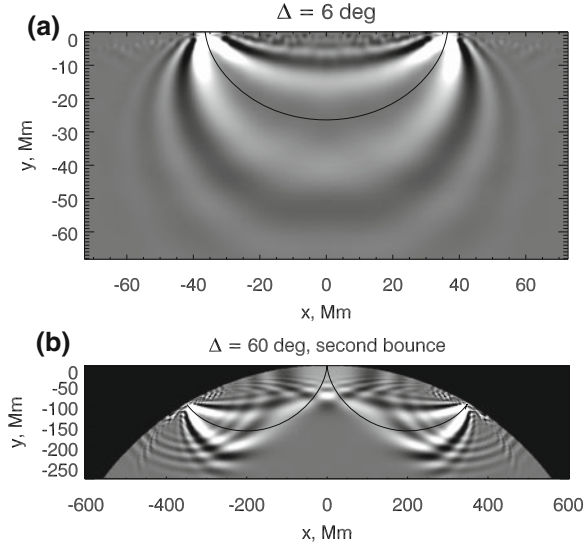 (a)
Δ = 6 deg
0
-10
-20
-30
-40
-50
-60
y, Mm
-60 -40 -20 0 20 40 60
x, Mm
(b)
Δ = 60 deg, second bounce
0
-50
-100
-150
-200
-250
y, Mm
-600 -400 -200 0 200 400 600
x, Mm